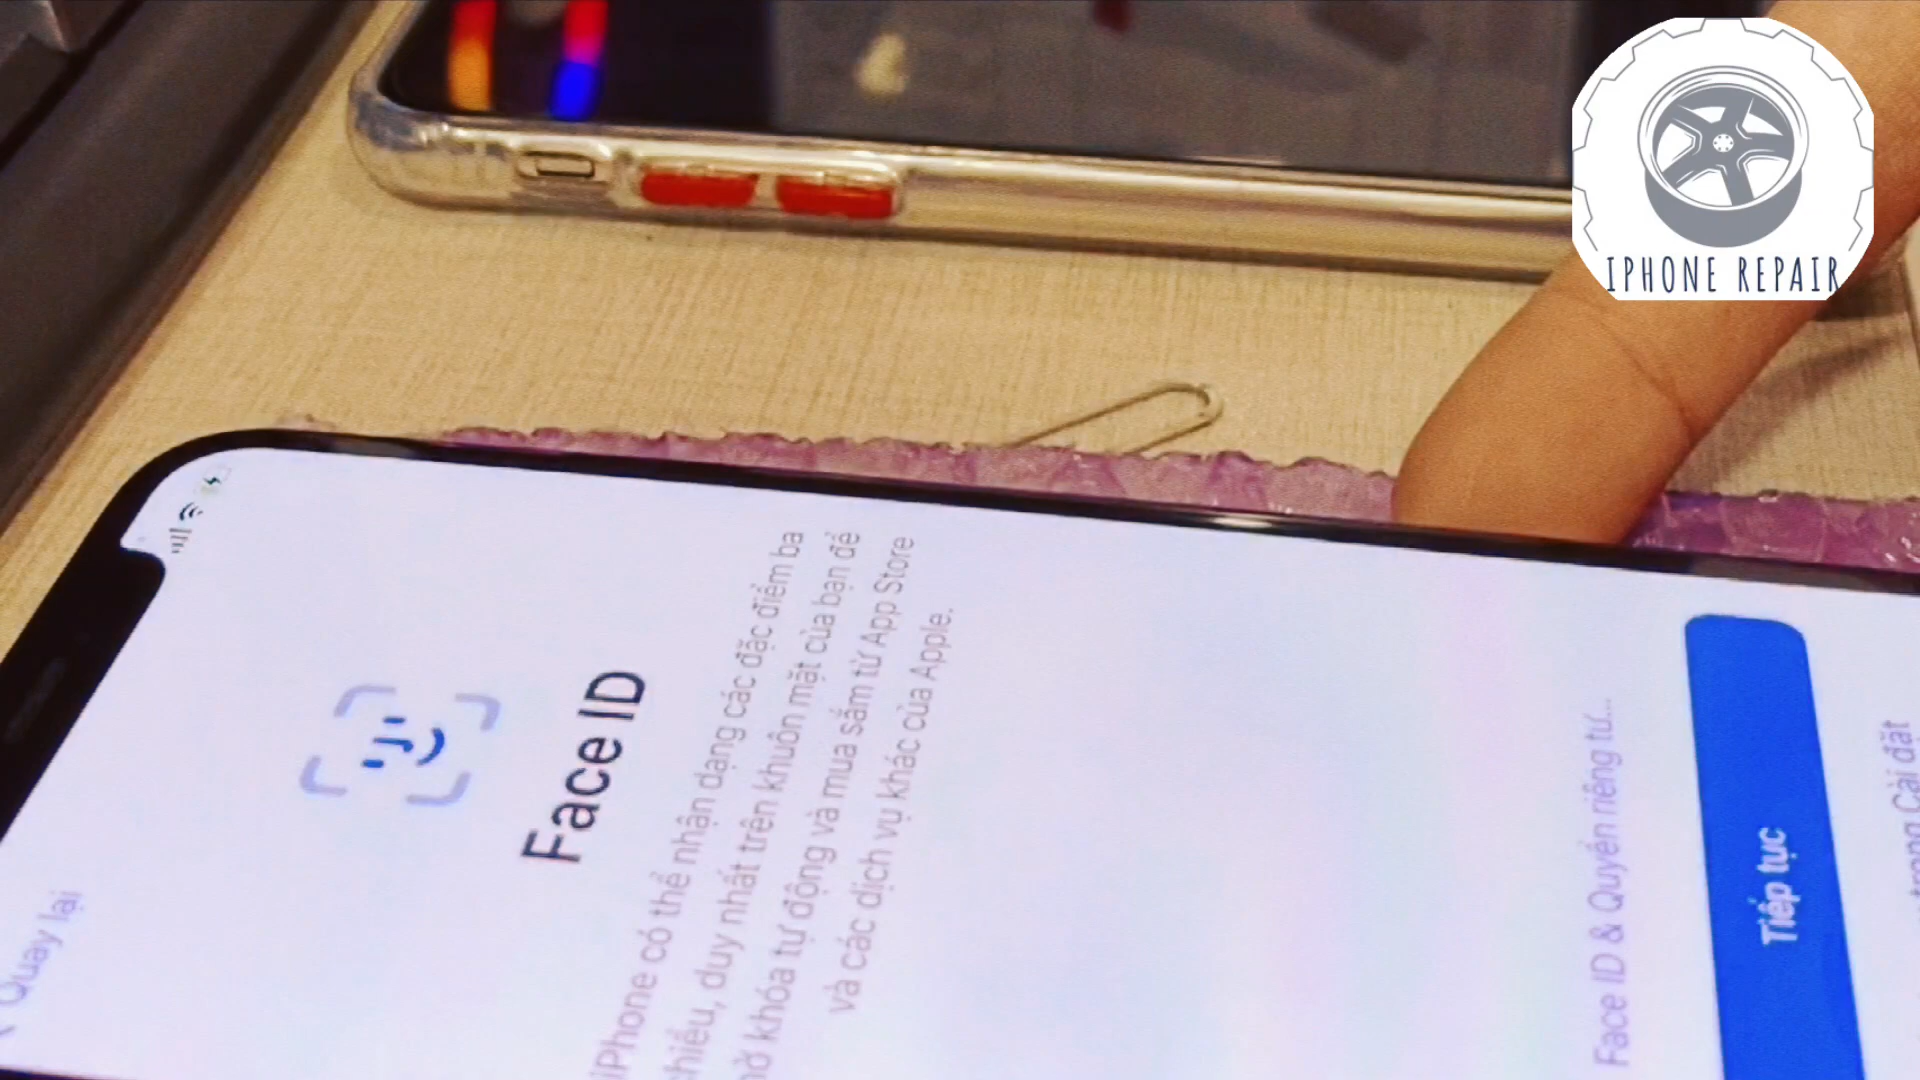 IPHONE REPAIR
Quay lại
Face ID
iPhone có thể nhận dạng các đặc điểm ba
chiều, duy nhất trên khuôn mặt của bạn để
mở khóa tự động và mua sắm từ App Store
và các dịch vụ khác của Apple.
Face ID & Quyền riêng tư...
Tiếp tục
trong Cài đặt